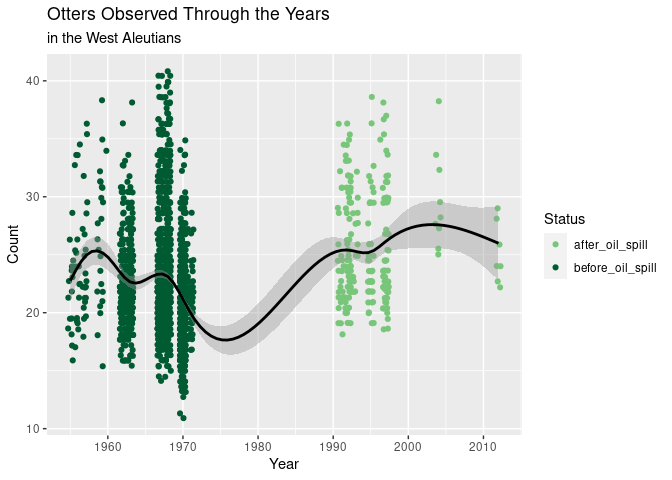 Otters Observed Through the Years
in the West Aleutians
40
30
20
10
Count
1960 1970 1980 1990 2000 2010
Year
Status
after_oil_spill
before_oil_spill